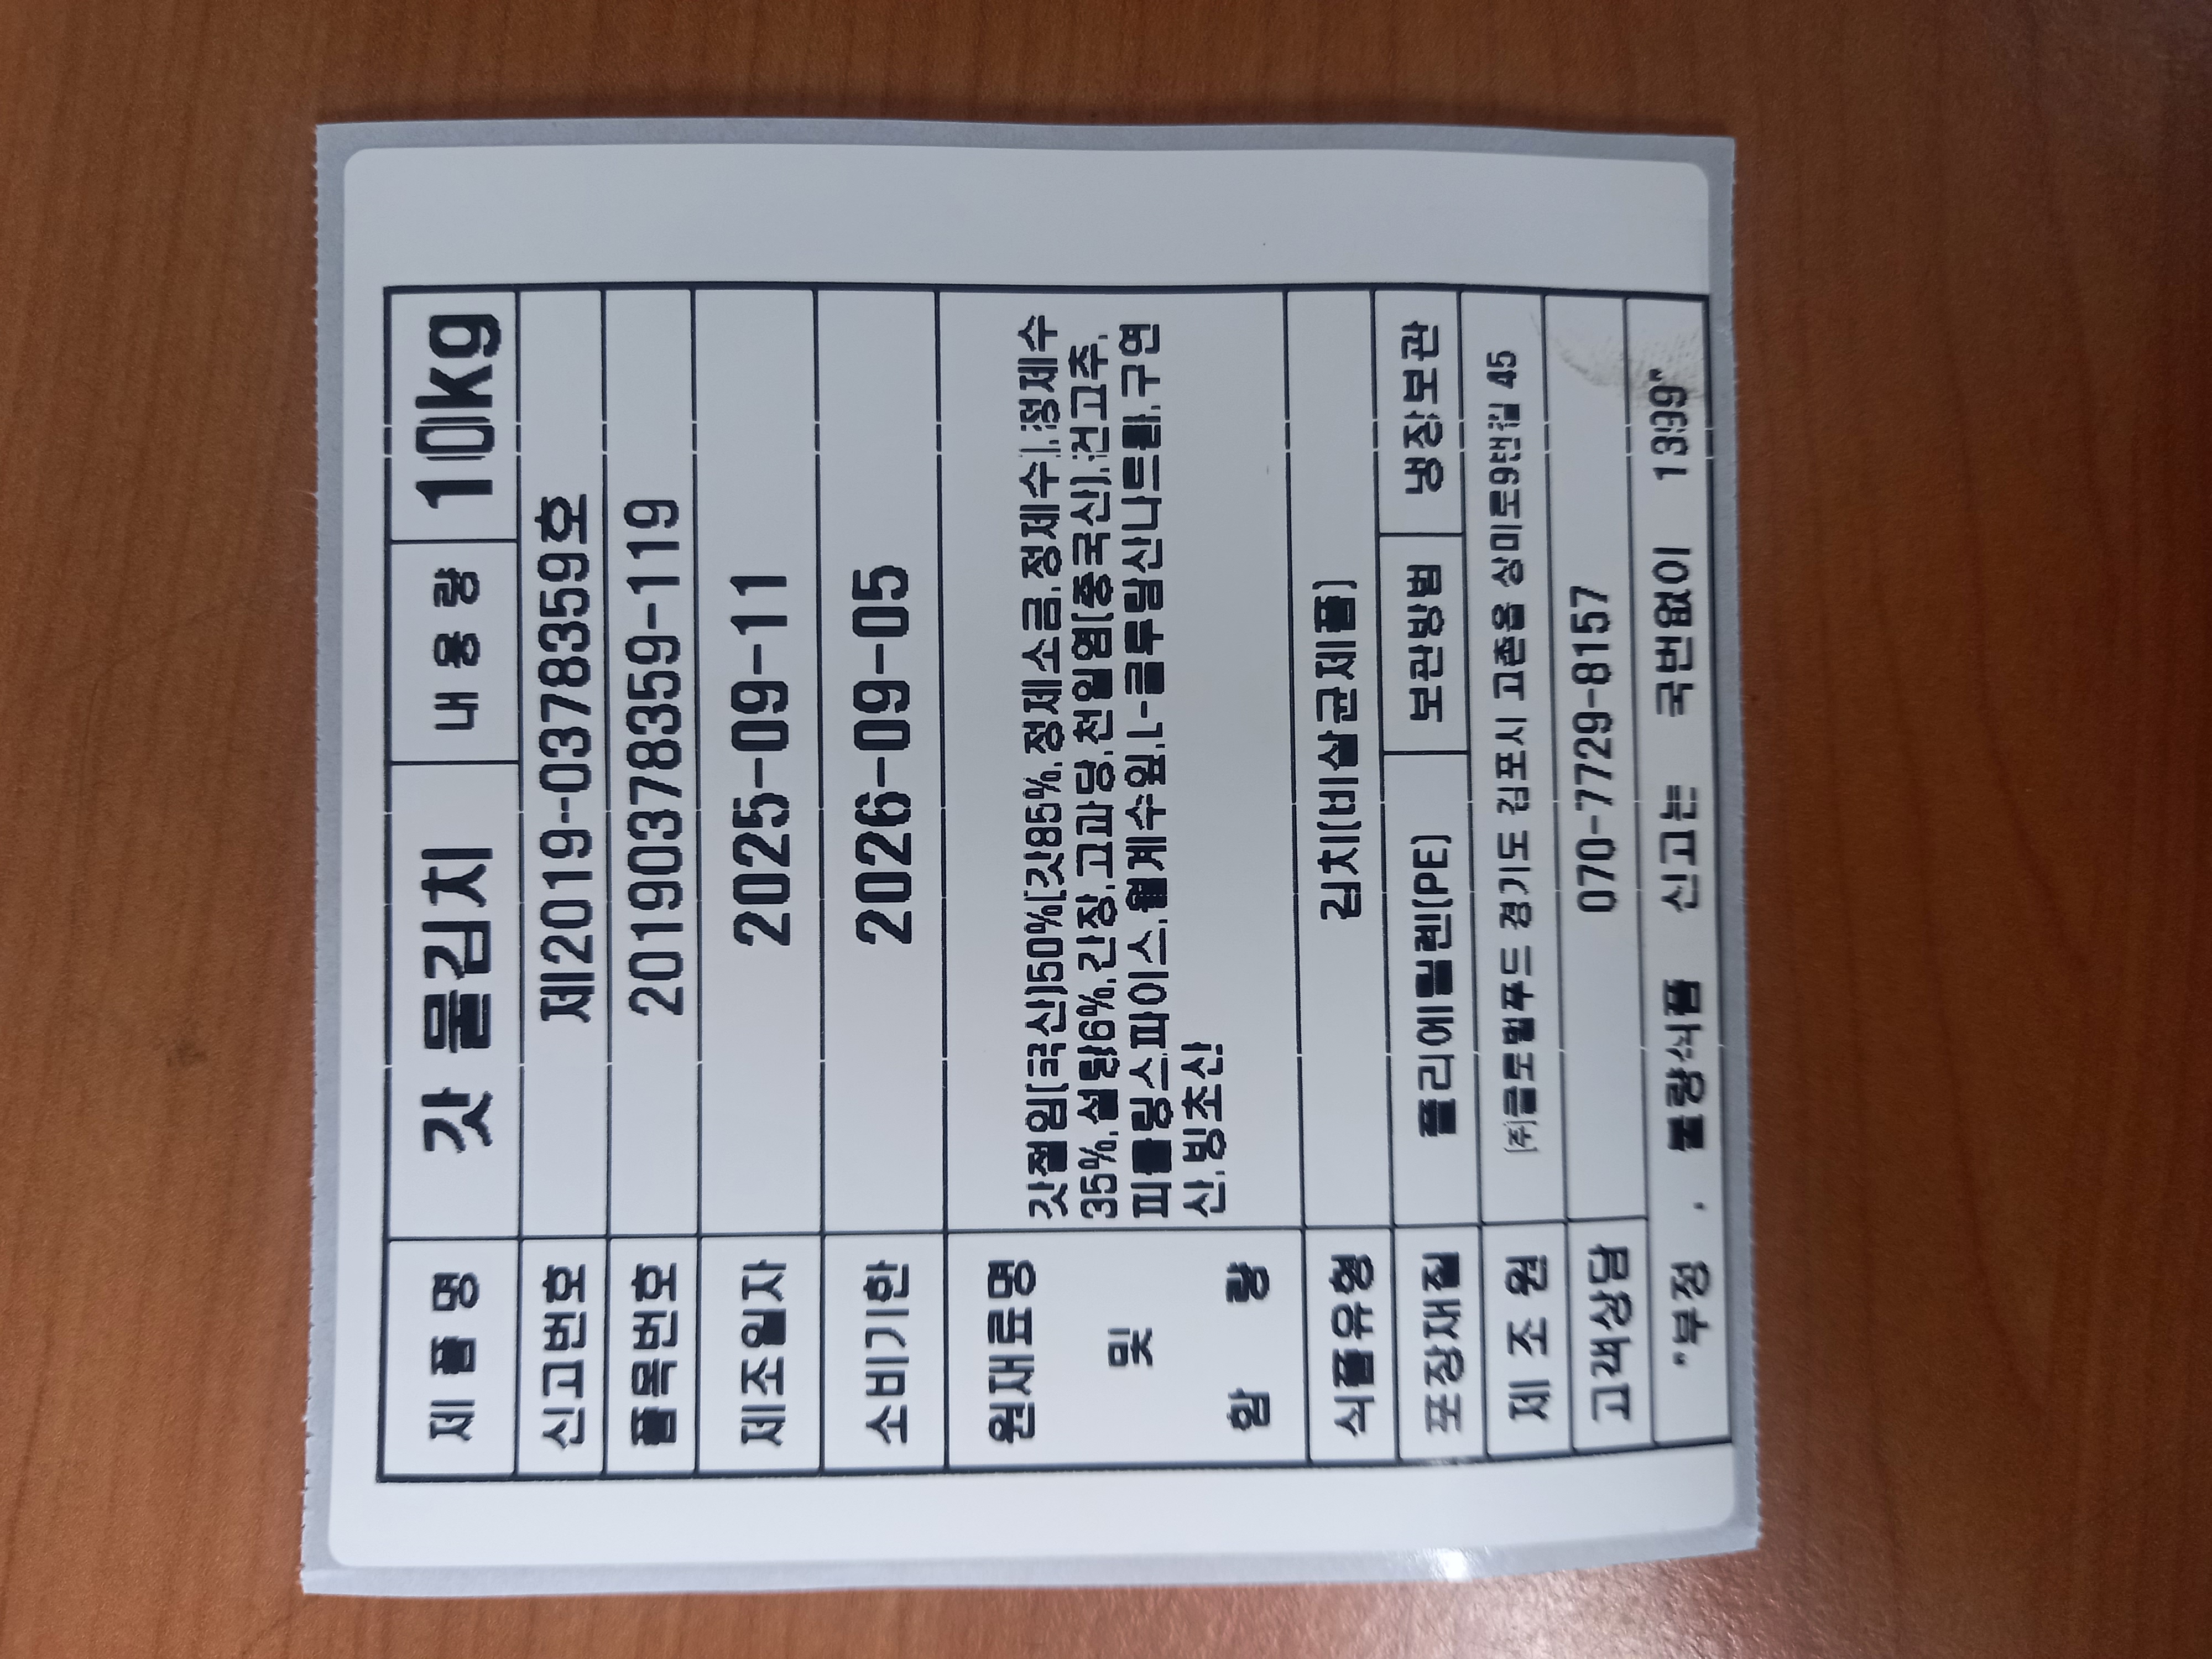 제 품 명 갓 물김치 내 용 량 10kg
신고번호 제2019-0378359호
품목번호 20190378359-119
제조일자 2025-09-11
소비기한 2026-09-05
원재료명 및 함 량
갓절임[국산]50%[갓85%.정제소금.정제수].정제수
35%.설탕6%.간장.고과당.천일염[중국산].건고추.
피클링스파이스.월계수잎.L-글루탐산나트륨.구연
산.빙초산
식품유형 김치[비살균제품]
포장재질 폴리에틸렌[PE] 보관방법 냉장보관
제 조 원 [주]글로벌푸드 경기도 김포시 고촌읍 상미로9번길 45
고객상담 070-7729-8157
"부정 . 불량식품 신고는 국번없이 1399"